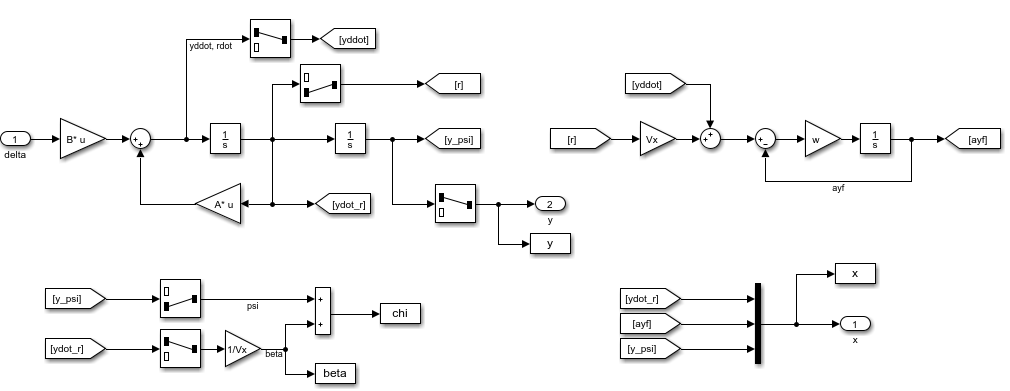 yddot, rdot
[yddot]
[r]
[yddot]
1
delta
B* u
+
+
1
s
1
s
[y_psi]
[r]
Vx
+
+
+
−
w
1
s
[ayf]
ayf
A* u
[ydot_r]
2
y
y
[y_psi]
psi
+
+
chi
[ydot_r]
1/Vx
beta
beta
[ydot_r]
[ayf]
[y_psi]
x
1
x